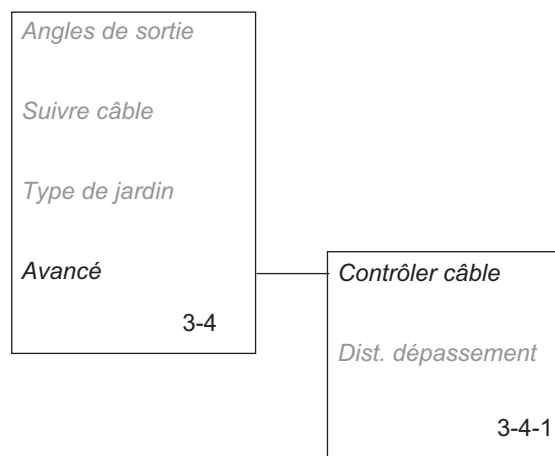 Angles de sortie
Suivre câble
Type de jardin
Avancé
3-4
Contrôler câble
Dist. dépassement
3-4-1